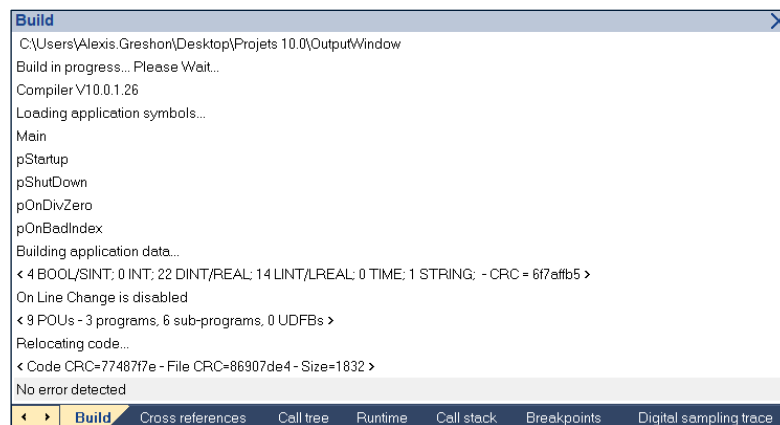 Build
C:\Users\Alexis.Greshon\Desktop\Projets 10.0\OutputWindow
Build in progress... Please Wait...
Compiler V10.0.1.26
Loading application symbols...
Main
pStartup
pShutDown
pOnDivZero
pOnBadIndex
Building application data...
< 4 BOOL/SINT; 0 INT; 22 DINT/REAL; 14 LINT/LREAL; 0 TIME; 1 STRING;  - CRC = 6f7affb5 >
On Line Change is disabled
< 9 POUs - 3 programs, 6 sub-programs, 0 UDFBs >
Relocating code...
< Code CRC=77487f7e - File CRC=86907de4 - Size=1832 >
No error detected
Build Cross references Call tree Runtime Call stack Breakpoints Digital sampling trace